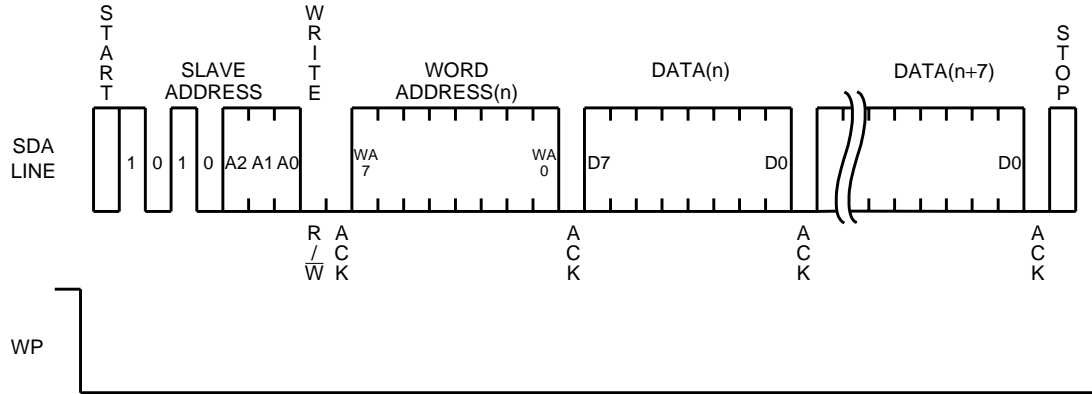 START
WRITE
STOP
SLAVE
ADDRESS
WORD
ADDRESS(n)
DATA(n)
DATA(n+7)
SDA
LINE
1 0 1 0 A2 A1 A0
WA
7
WA
0
D7
D0
D0
R/W
ACK
ACK
ACK
ACK
WP